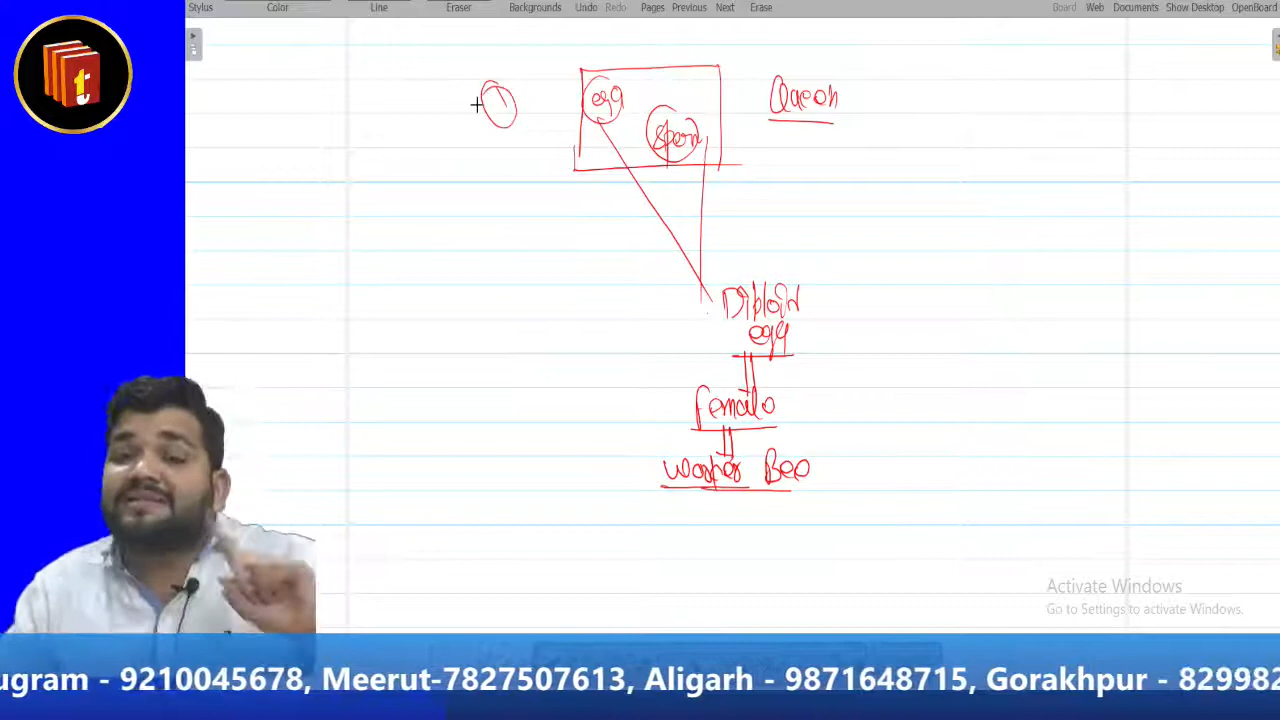 Stylus Color Line Eraser Backgrounds Undo Redo Pages Previous Next Erase Board Web Documents Show Desktop OpenBoard
t
egg
sperm
Queen
Diploid
egg
female
worker Bee
Activate Windows
Go to Settings to activate Windows.
ugram - 9210045678, Meerut-7827507613, Aligarh - 9871648715, Gorakhpur - 829982